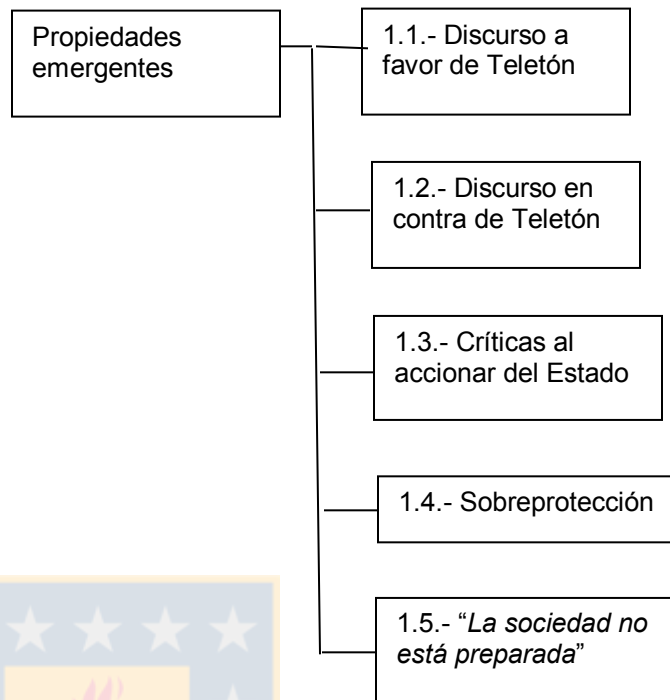 Propiedades
emergentes
1.1.- Discurso a
favor de Teletón
1.2.- Discurso en
contra de Teletón
1.3.- Críticas al
accionar del Estado
1.4.- Sobreprotección
1.5.- “La sociedad no
está preparada”